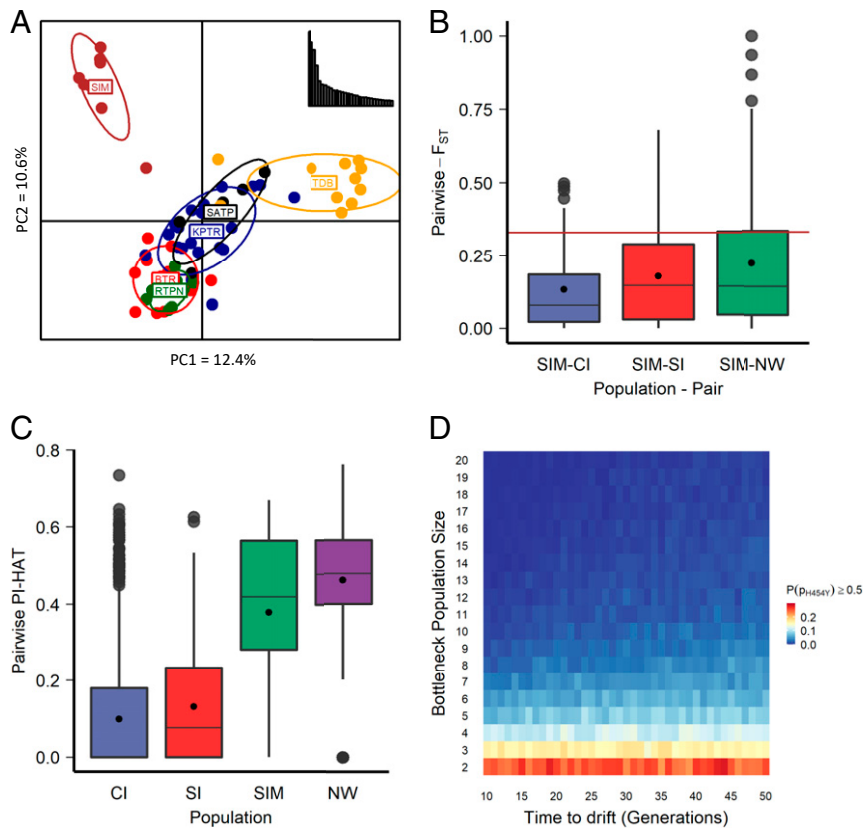 A
SIM
TDB
SATP
KPTR
BTR
RTPN
PC2 = 10.6%
PC1 = 12.4%
B
1.00
0.75
0.50
0.25
0.00
Pairwise – FST
SIM-CI SIM-SI SIM-NW
Population - Pair
C
0.8
0.6
0.4
0.2
0.0
Pairwise PI-HAT
CI SI SIM NW
Population
D
20
19
18
17
16
15
14
13
12
11
10
9
8
7
6
5
4
3
2
Bottleneck Population Size
10 15 20 25 30 35 40 45 50
Time to drift (Generations)
P(pH454Y) ≥ 0.5
0.2
0.1
0.0